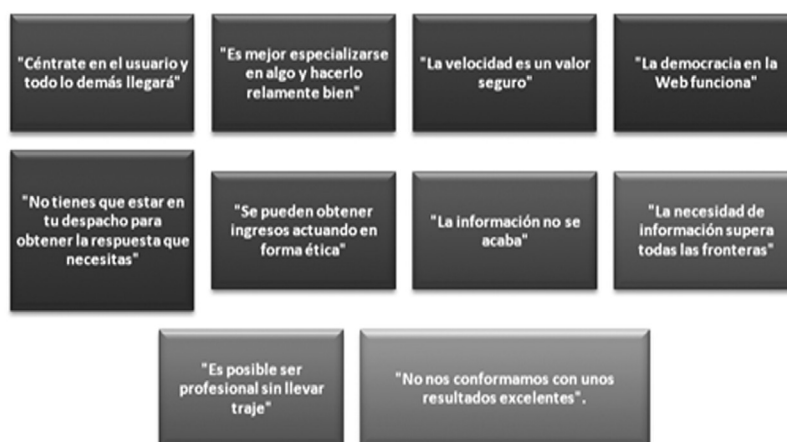 "Céntrate en el usuario y
todo lo demás llegará"
"Es mejor especializarse
en algo y hacerlo
relamente bien"
"La velocidad es un valor
seguro"
"La democracia en la
Web funciona"
"No tienes que estar en
tu despacho para
obtener la respuesta que
necesitas"
"Se pueden obtener
ingresos actuando en
forma ética"
"La información no se
acaba"
"La necesidad de
información supera
todas las fronteras"
"Es posible ser
profesional sin llevar
traje"
"No nos conformamos con unos
resultados excelentes".